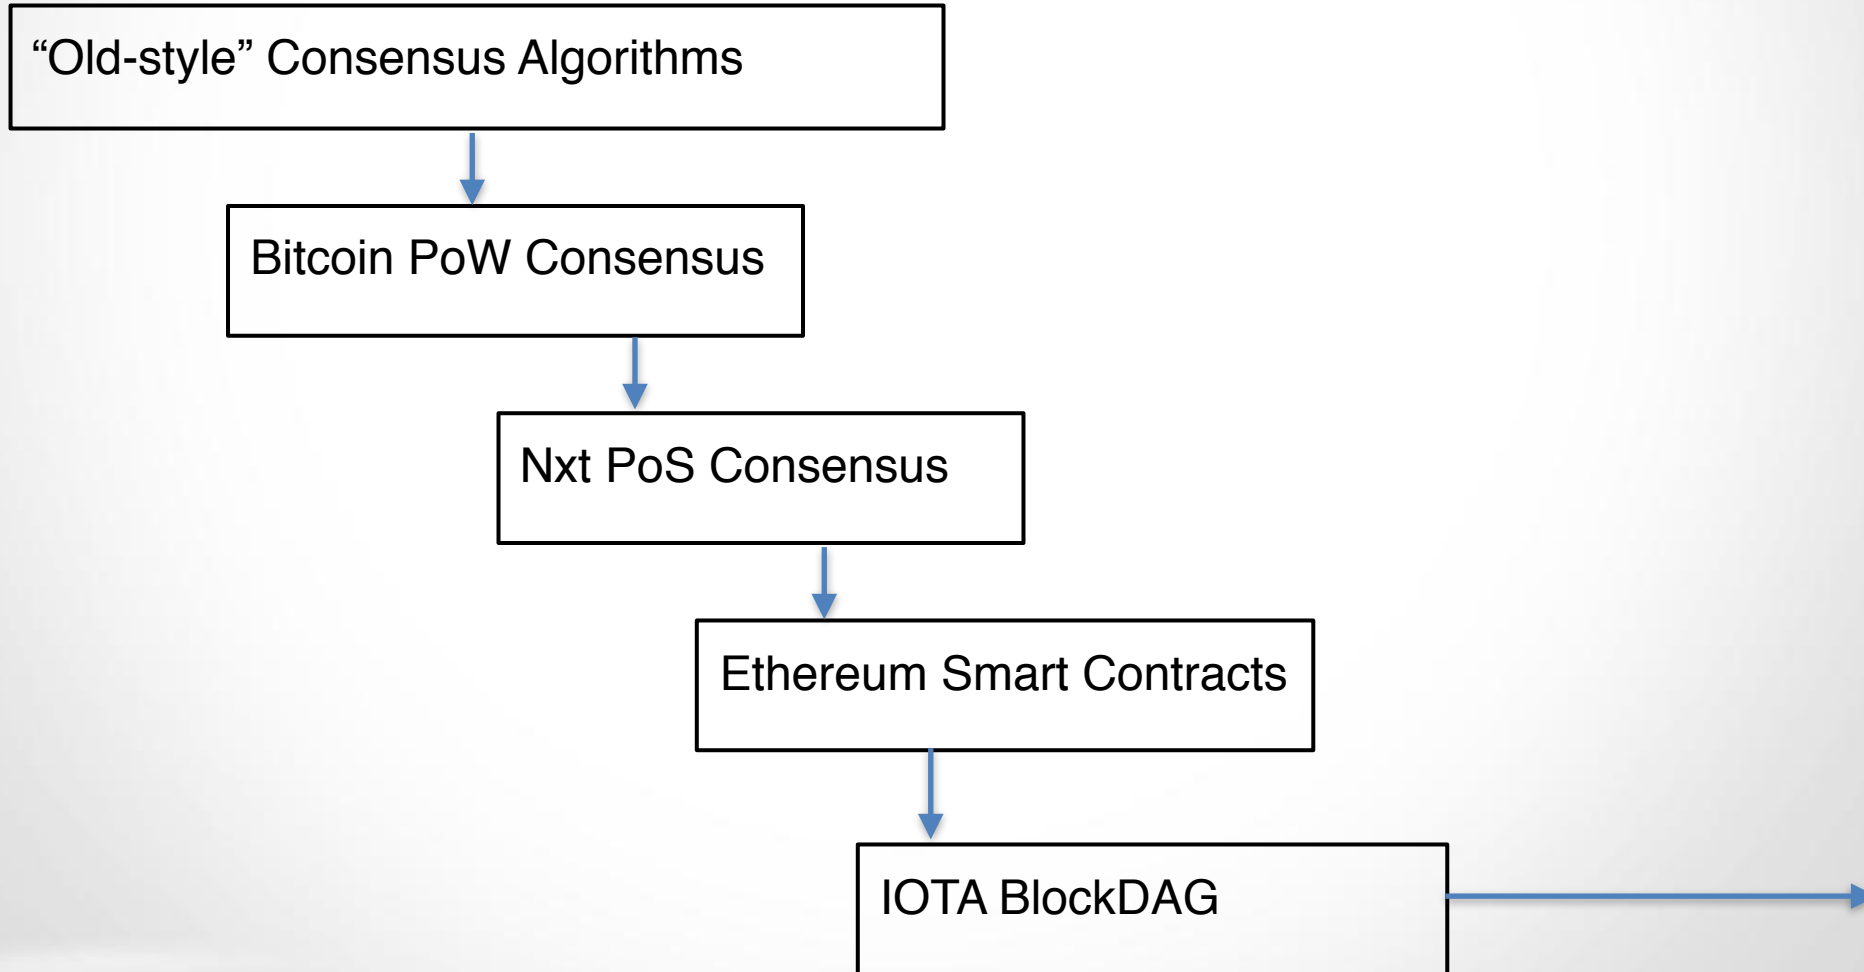 “Old-style” Consensus Algorithms
Bitcoin PoW Consensus
Nxt PoS Consensus
Ethereum Smart Contracts
IOTA BlockDAG